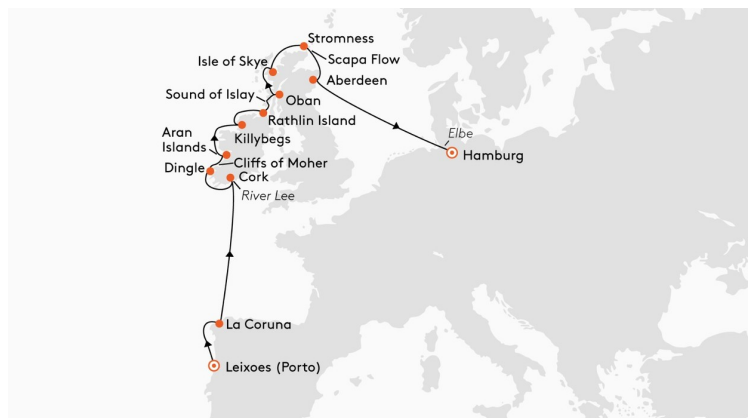 Stromness
Scapa Flow
Isle of Skye
Aberdeen
Sound of Islay
Oban
Rathlin Island
Elbe
Hamburg
Aran
Islands
Killybegs
Cliffs of Moher
Dingle
Cork
River Lee
La Coruna
Leixoes (Porto)